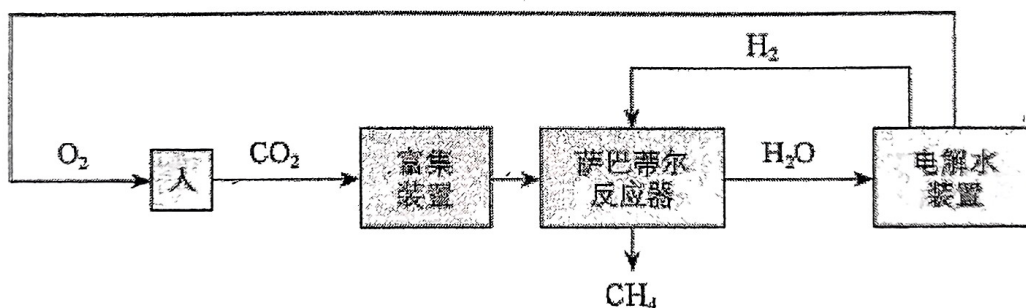 H₂
O₂
人
CO₂
富集
装置
萨巴蒂尔
反应器
H₂O
电解水
装置
CH₄